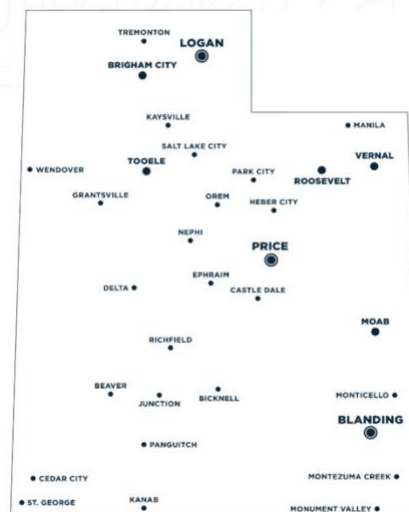 TREMONTON
LOGAN
BRIGHAM CITY
KAYSVILLE
MANILA
SALT LAKE CITY
TOOELE
VERNAL
WENDOVER
PARK CITY
ROOSEVELT
GRANTSVILLE
OREM
HEBER CITY
NEPHI
PRICE
EPHRAIM
DELTA
CASTLE DALE
MOAB
RICHFIELD
BEAVER
JUNCTION
BICKNELL
MONTICELLO
BLANDING
PANGUITCH
CEDAR CITY
MONTEZUMA CREEK
ST. GEORGE
KANAB
MONUMENT VALLEY